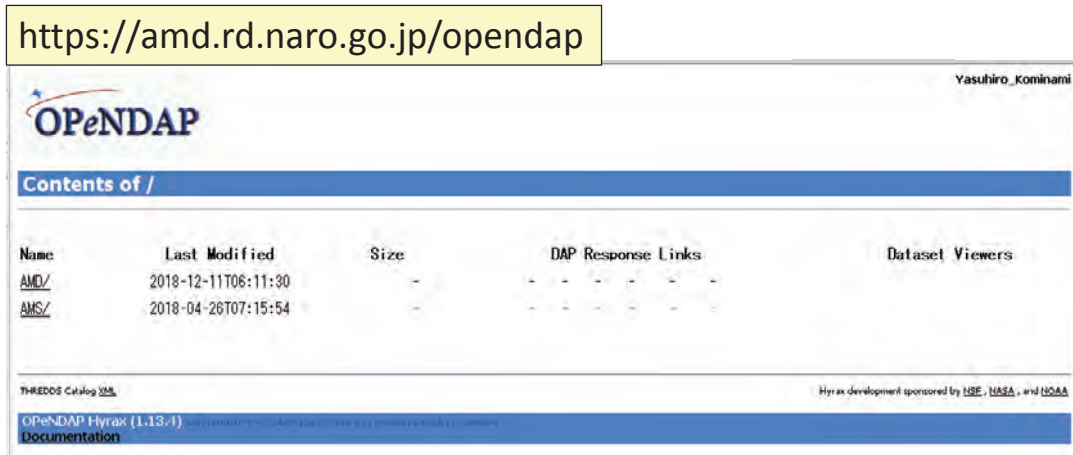 https://amd.rd.naro.go.jp/opendap
Yasuhiro_Kominami
OPeNDAP
Contents of /
Name Last Modified Size DAP Response Links Dataset Viewers
AMD/ 2018-12-11T06:11:30 - - - - - - -
AMS/ 2018-04-26T07:15:54 - - - - - - -
THREDDS Catalog XML Hyrax development sponsored by NSF , NASA , and NOAA
OPeNDAP Hyrax (1.13.4)
Documentation